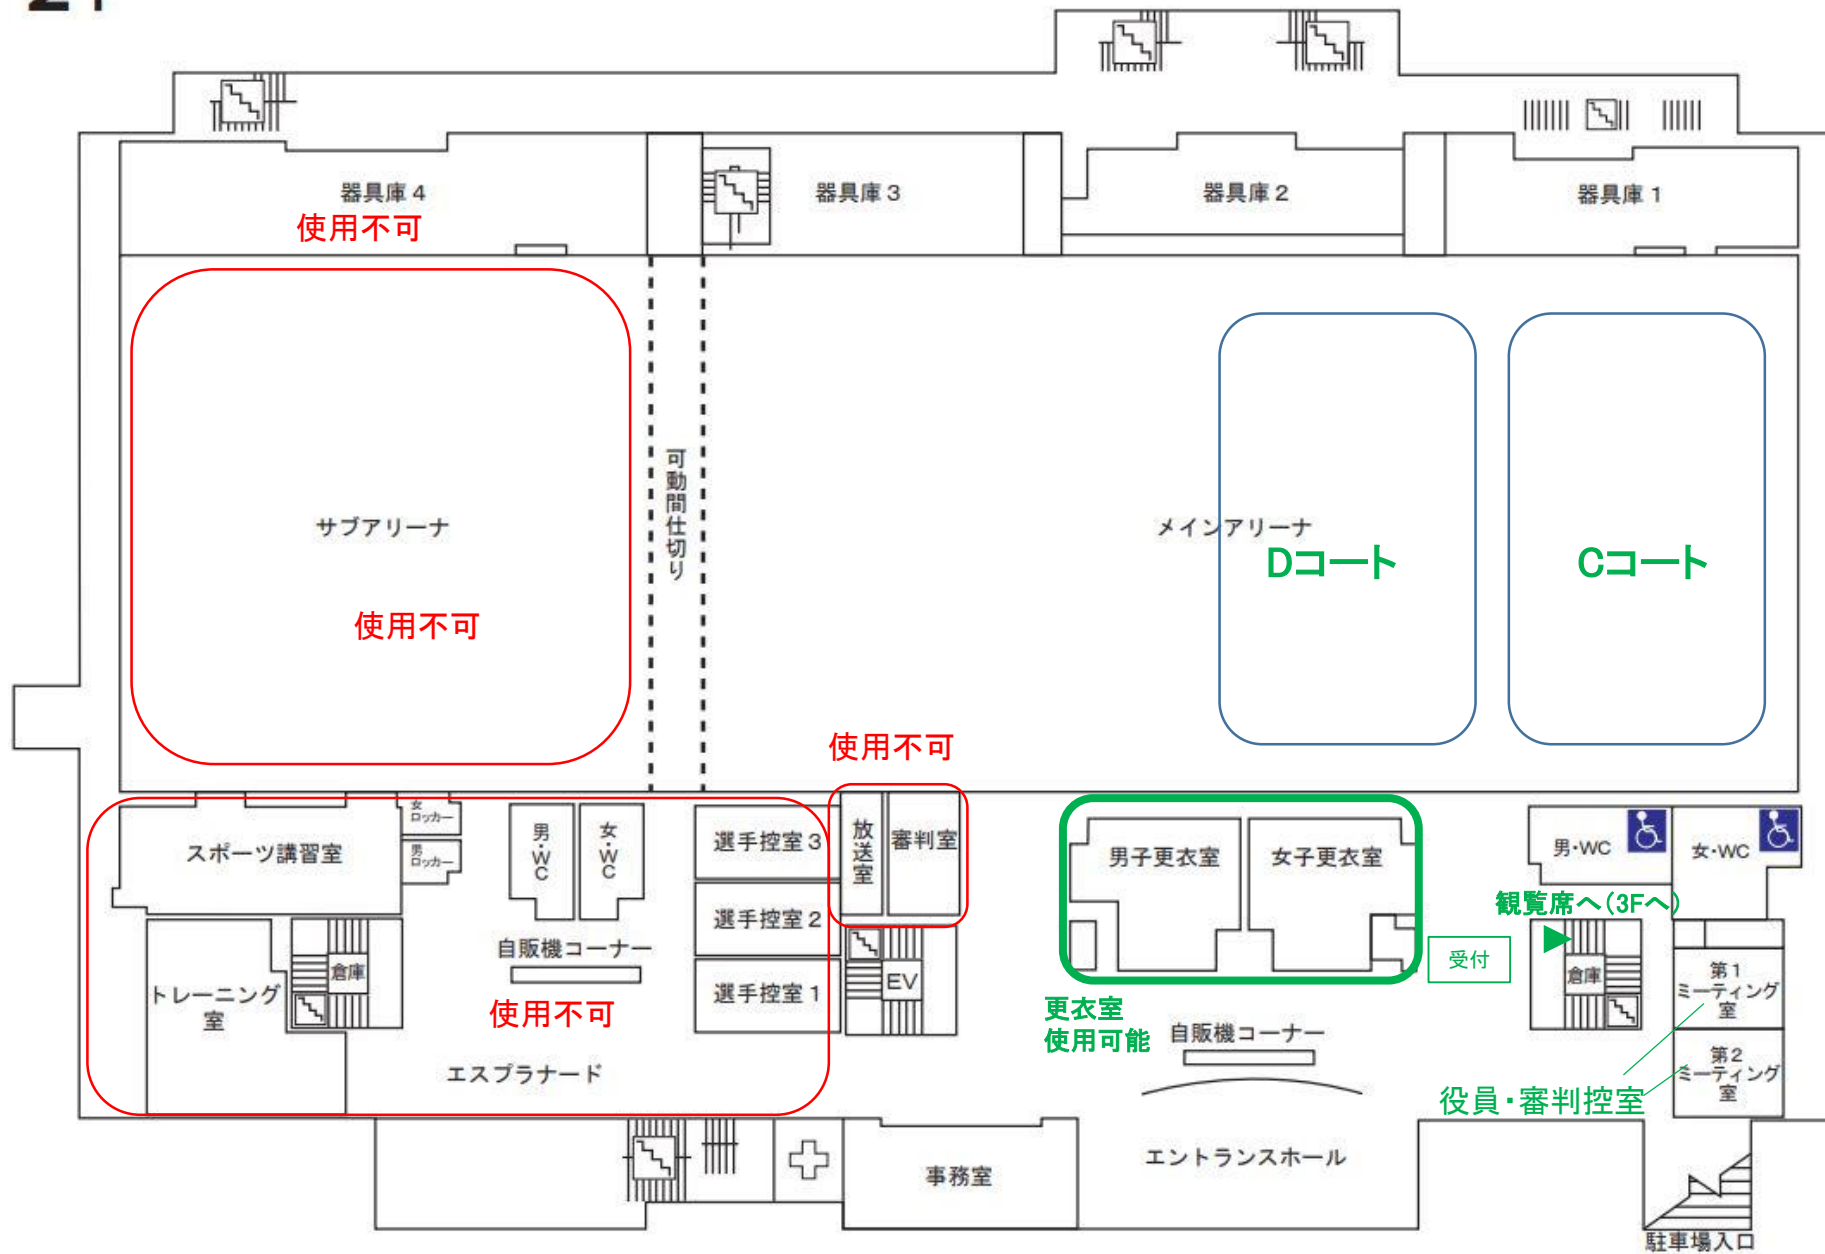 器具庫4
使用不可
器具庫3
器具庫2
器具庫1
サブアリーナ
使用不可
可動間仕切り
メインアリーナ
Dコート
Cコート
使用不可
スポーツ講習室
女
ロッカー
男
ロッカー
男・WC
女・WC
選手控室3
選手控室2
選手控室1
放送室
審判室
男子更衣室
女子更衣室
男・WC
女・WC
観覧席へ(3Fへ)
受付
倉庫
第1
ミーティング
室
第2
ミーティング
室
役員・審判控室
トレーニング
室
倉庫
自販機コーナー
使用不可
エスプラナード
EV
更衣室
使用可能
自販機コーナー
エントランスホール
事務室
駐車場入口